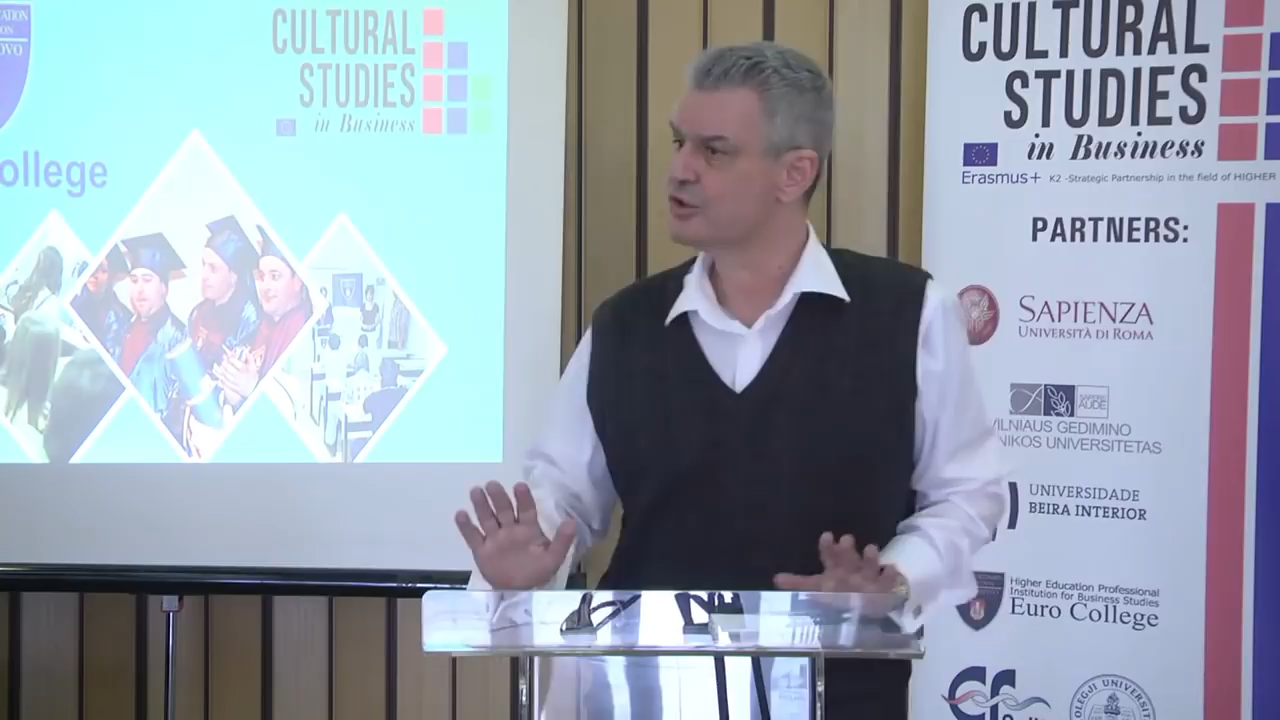 CULTURAL
STUDIES
in Business
ollege
CULTURAL
STUDIES
in Business
Erasmus+ K2 -Strategic Partnership in the field of HIGHER
PARTNERS:
SAPIENZA
UNIVERSITÀ DI ROMA
SAPERE
AUDE
VILNIAUS GEDIMINO
NIKOS UNIVERSITETAS
UNIVERSIDADE
BEIRA INTERIOR
Higher Education Professional
Institution for Business Studies
Euro College